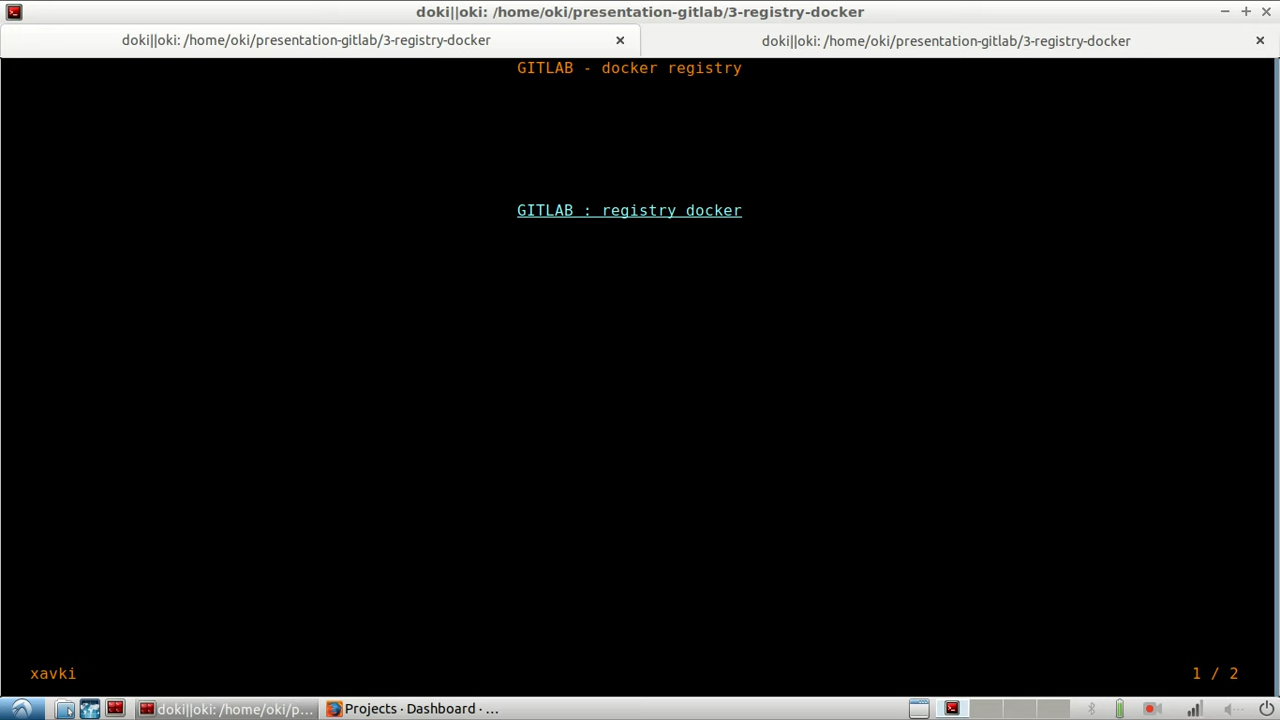 doki||oki: /home/oki/presentation-gitlab/3-registry-docker
doki||oki: /home/oki/presentation-gitlab/3-registry-docker
doki||oki: /home/oki/presentation-gitlab/3-registry-docker
GITLAB - docker registry
GITLAB : registry docker
xavki
1 / 2
doki||oki: /home/oki/p...
Projects · Dashboard · ...